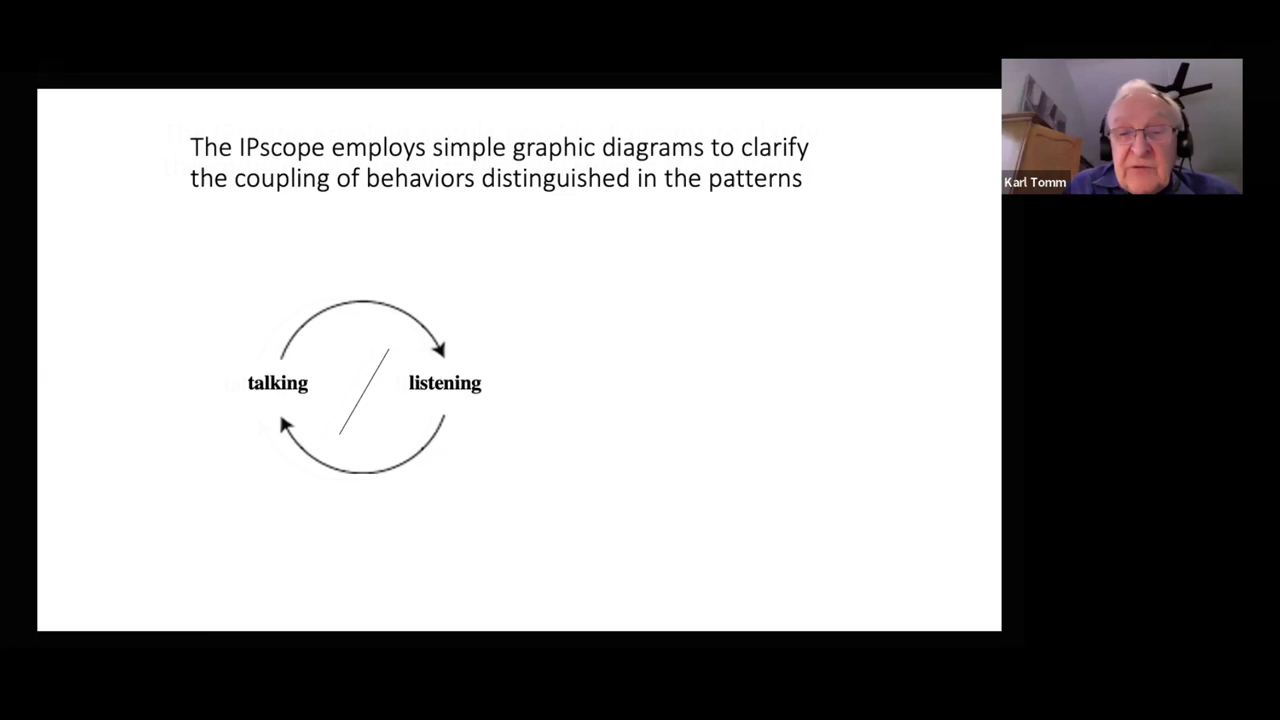 The IPscope employs simple graphic diagrams to clarify
the coupling of behaviors distinguished in the patterns
Karl Tomm
talking
listening